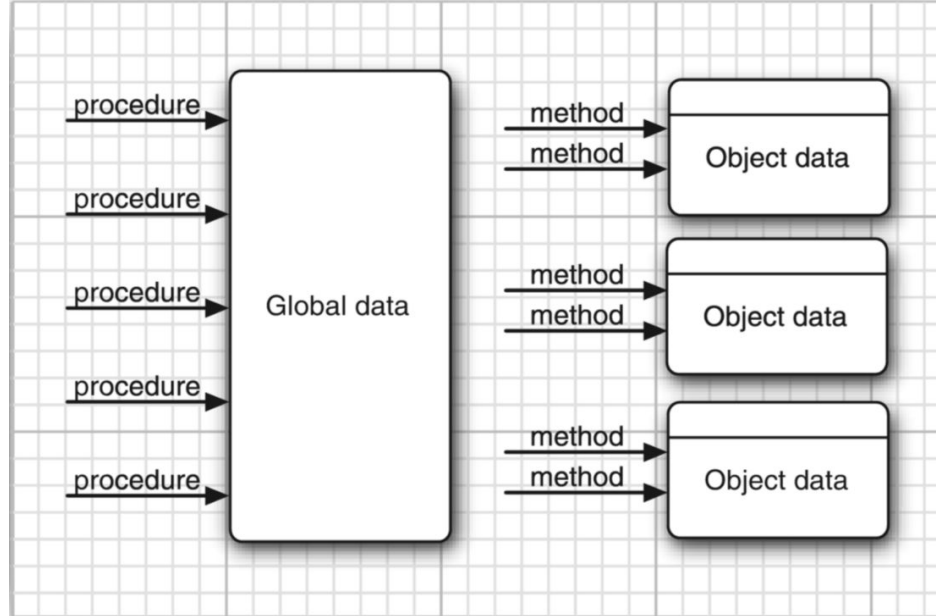 procedure
procedure
procedure
procedure
procedure
Global data
method
method
Object data
method
method
Object data
method
method
Object data